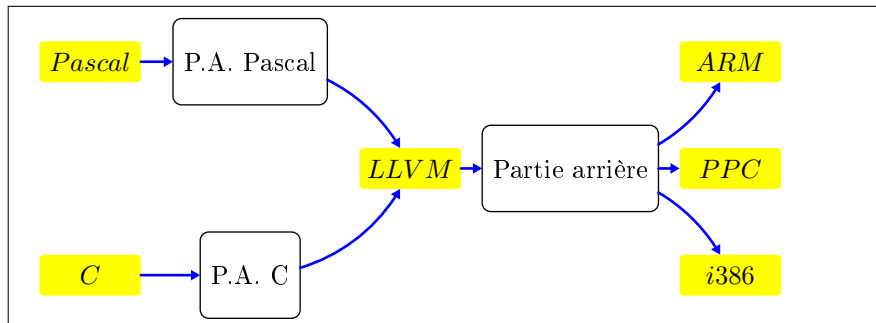 Pascal
P.A. Pascal
ARM
LLVM
Partie arrière
PPC
C
P.A. C
i386